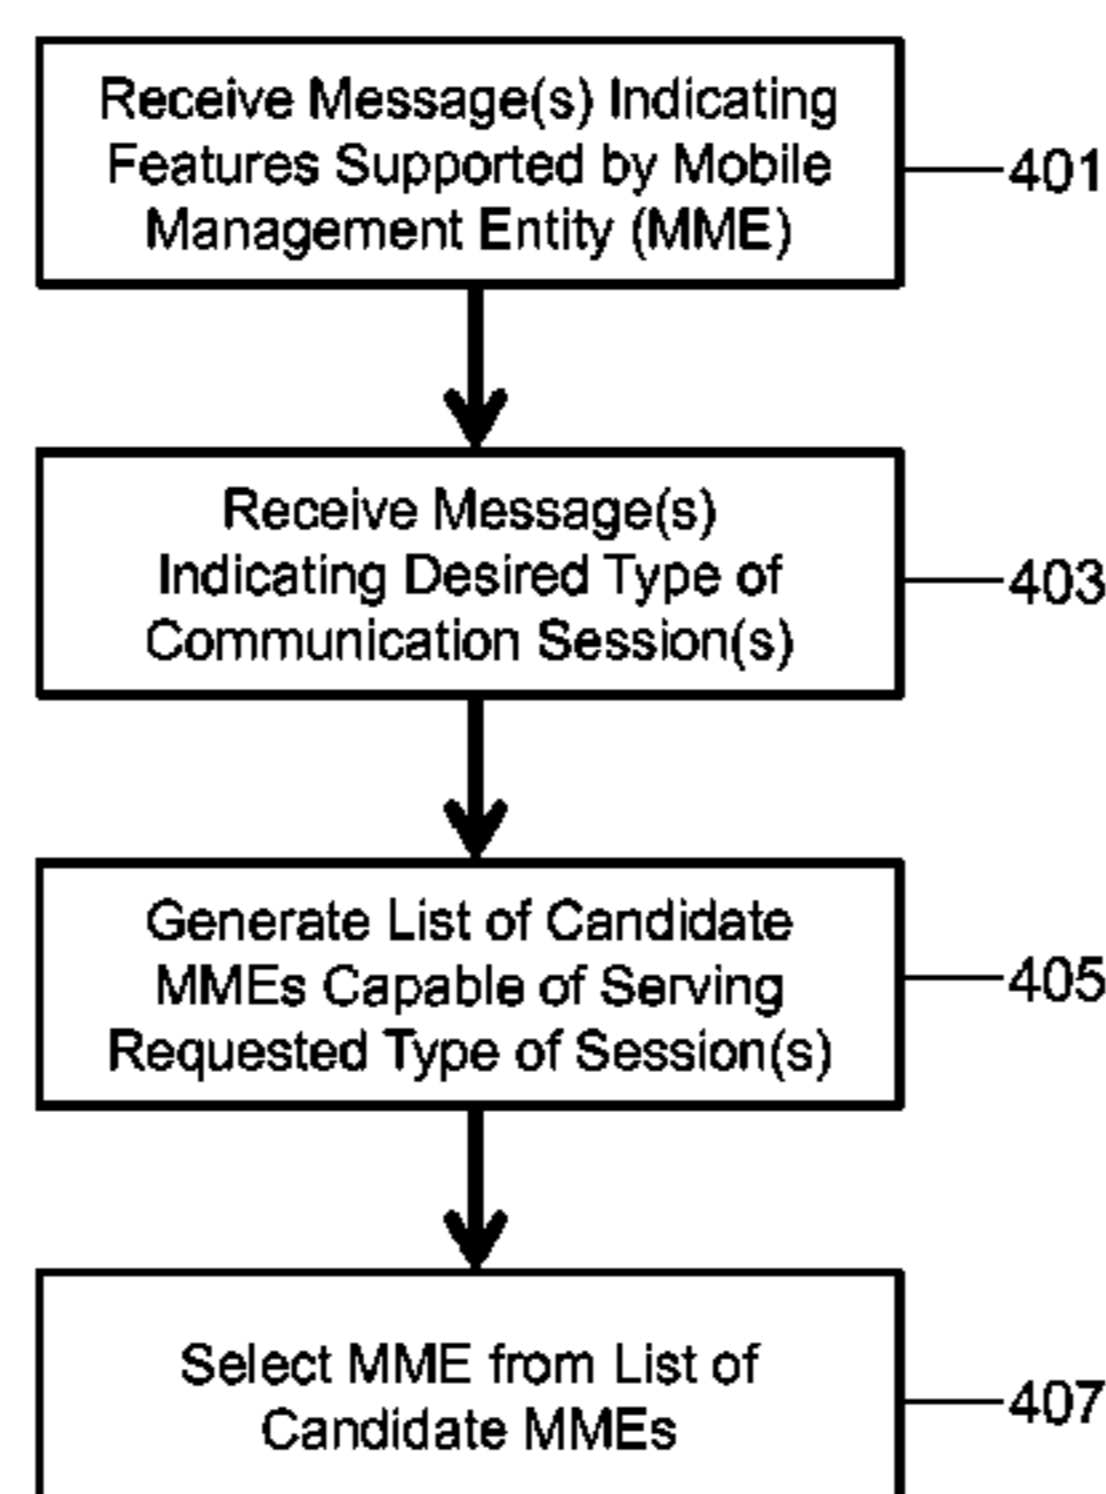 Receive Message(s) Indicating
Features Supported by Mobile
Management Entity (MME)
401
Receive Message(s)
Indicating Desired Type of
Communication Session(s)
403
Generate List of Candidate
MMEs Capable of Serving
Requested Type of Session(s)
405
Select MME from List of
Candidate MMEs
407